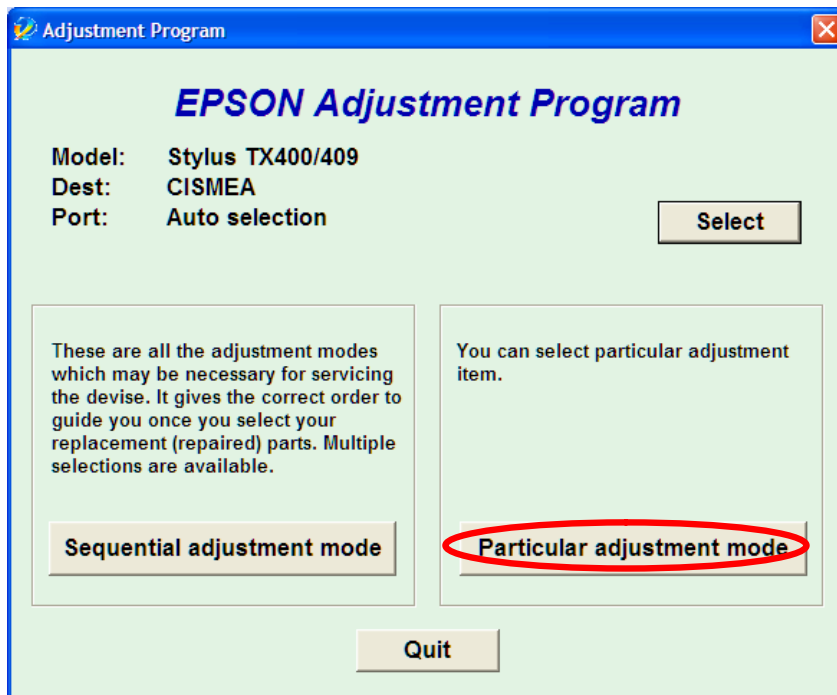 Adjustment Program
EPSON Adjustment Program
Model: Stylus TX400/409
Dest: CISMEA
Port: Auto selection
Select
These are all the adjustment modes
which may be necessary for servicing
the devise. It gives the correct order to
guide you once you select your
replacement (repaired) parts. Multiple
selections are available.
Sequential adjustment mode
You can select particular adjustment
item.
Particular adjustment mode
Quit